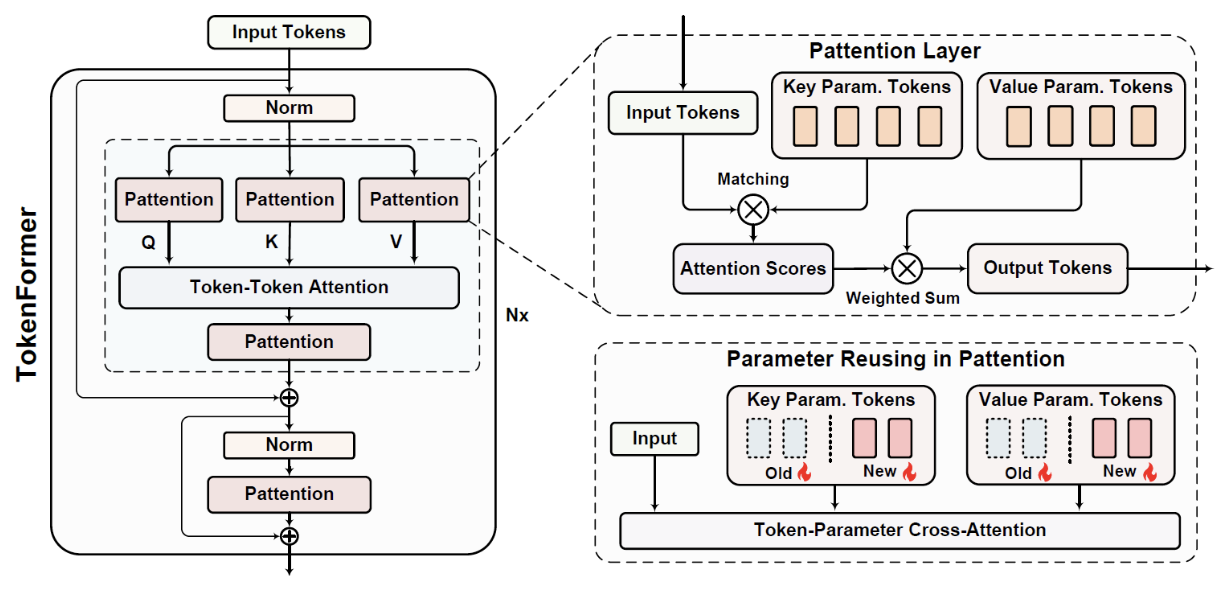 TokenFormer
Input Tokens
Norm
Pattention Pattention Pattention
Q K V
Token-Token Attention
Pattention
Nx
Norm
Pattention
Pattention Layer
Input Tokens
Key Param. Tokens
Value Param. Tokens
Matching
Attention Scores
Weighted Sum
Output Tokens
Parameter Reusing in Pattention
Input
Key Param. Tokens
Old New
Value Param. Tokens
Old New
Token-Parameter Cross-Attention